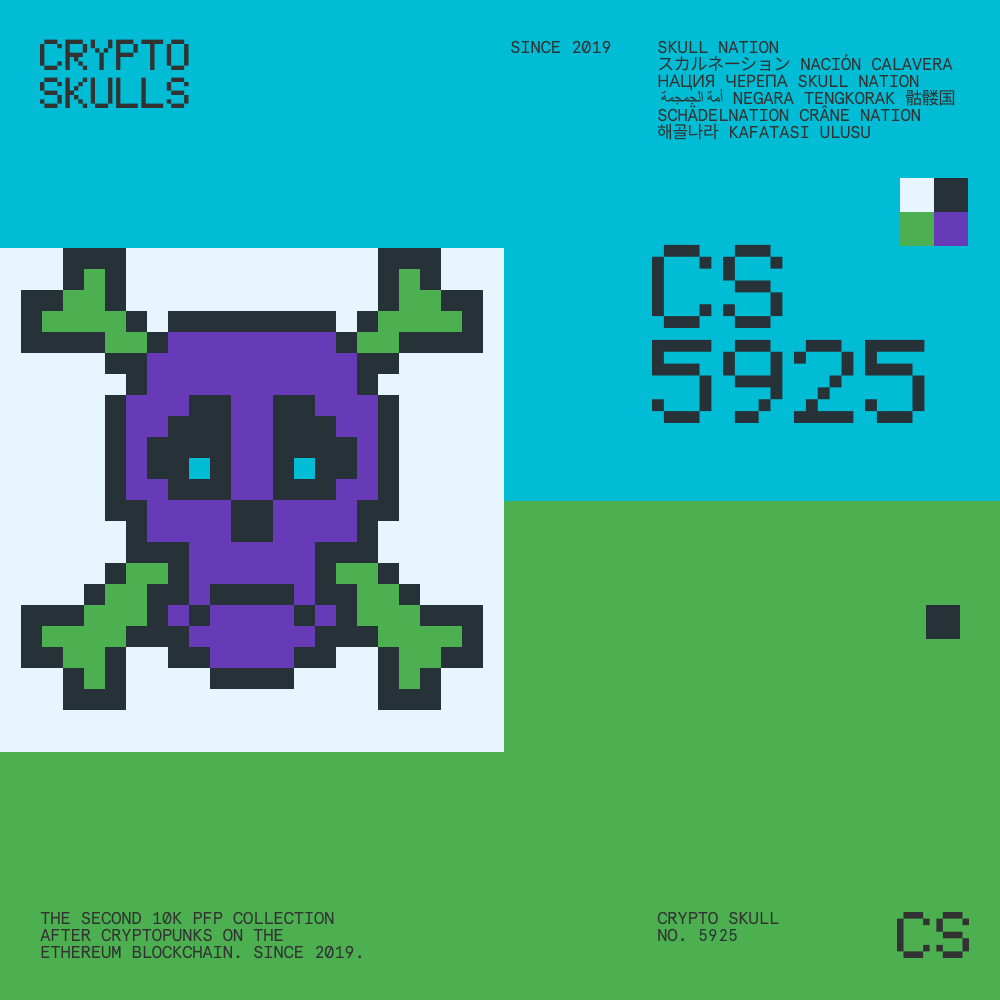 CRYPTO
SKULLS
SINCE 2019
SKULL NATION
スカルネーション NACIÓN CALAVERA
НАЦИЯ ЧЕРЕПА SKULL NATION
أمة الجمجمة NEGARA TENGKORAK 骷髅国
SCHÄDELNATION CRÂNE NATION
해골나라 KAFATASI ULUSU
CS
5925
THE SECOND 10K PFP COLLECTION
AFTER CRYPTOPUNKS ON THE
ETHEREUM BLOCKCHAIN. SINCE 2019.
CRYPTO SKULL
NO. 5925
CS